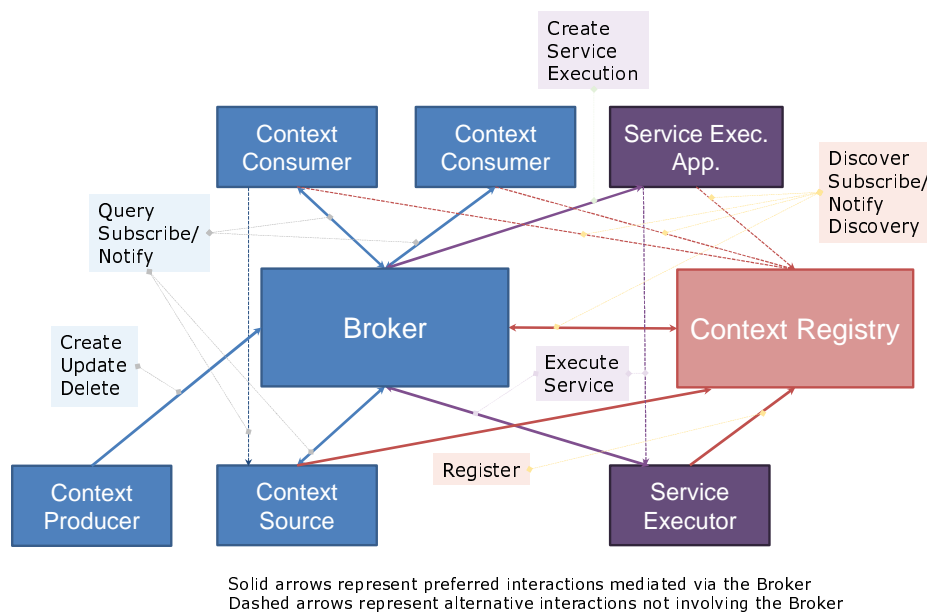 Create
Service
Execution
Context
Consumer
Context
Consumer
Service Exec.
App.
Discover
Subscribe/
Notify
Discovery
Query
Subscribe/
Notify
Broker
Context Registry
Create
Update
Delete
Execute
Service
Register
Context
Producer
Context
Source
Service
Executor
Solid arrows represent preferred interactions mediated via the Broker
Dashed arrows represent alternative interactions not involving the Broker